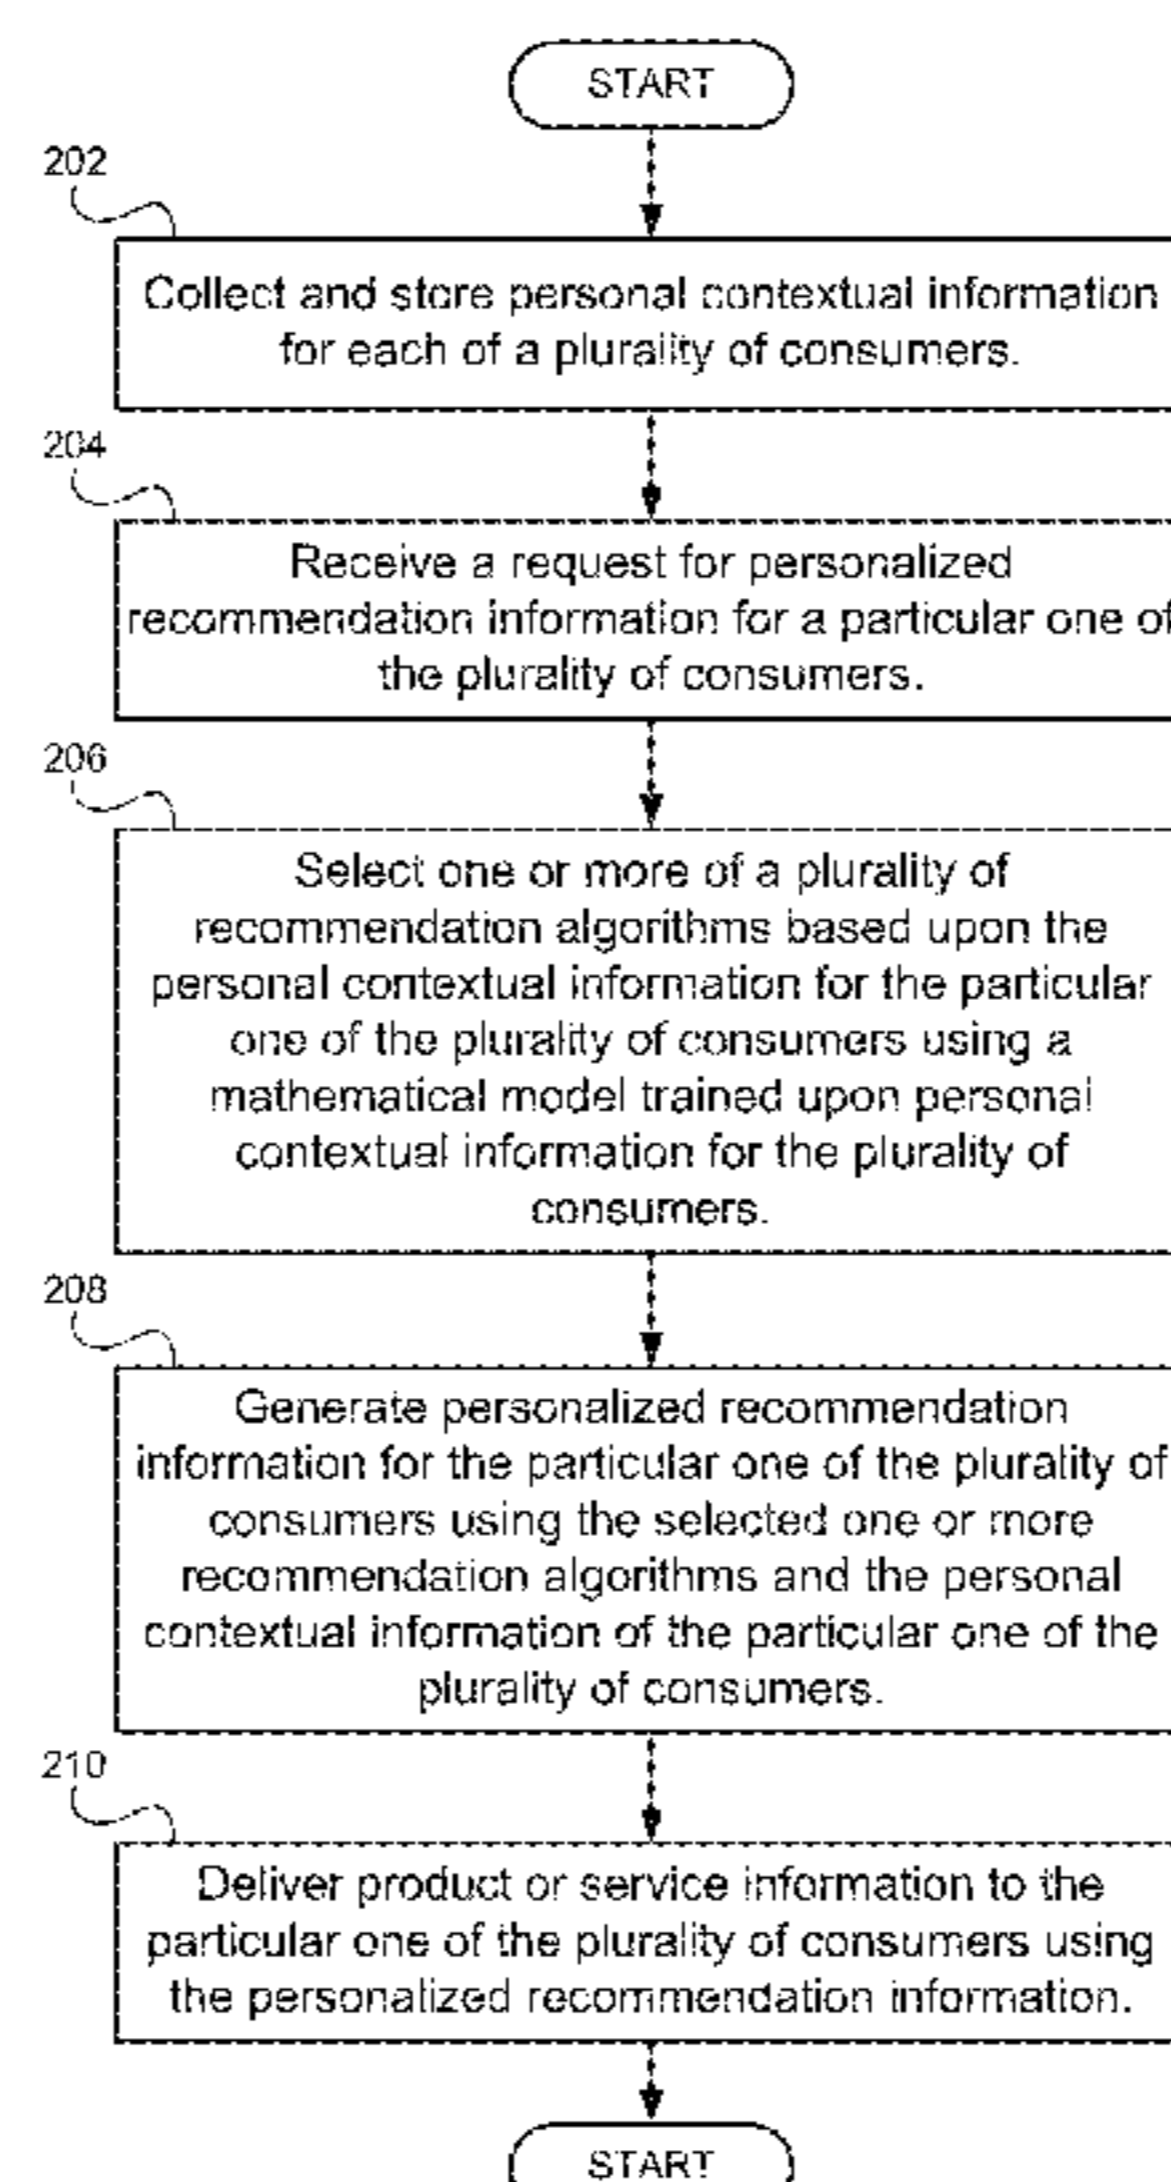 START
202
Collect and store personal contextual information
for each of a plurality of consumers.
204
Receive a request for personalized
recommendation information for a particular one of
the plurality of consumers.
206
Select one or more of a plurality of
recommendation algorithms based upon the
personal contextual information for the particular
one of the plurality of consumers using a
mathematical model trained upon personal
contextual information for the plurality of
consumers.
208
Generate personalized recommendation
information for the particular one of the plurality of
consumers using the selected one or more
recommendation algorithms and the personal
contextual information of the particular one of the
plurality of consumers.
210
Deliver product or service information to the
particular one of the plurality of consumers using
the personalized recommendation information.
START